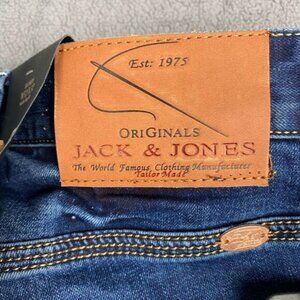 Est: 1975
ORiGINALS
JACK & JONES
The World Famous Clothing Manufacturer
Tailor Made